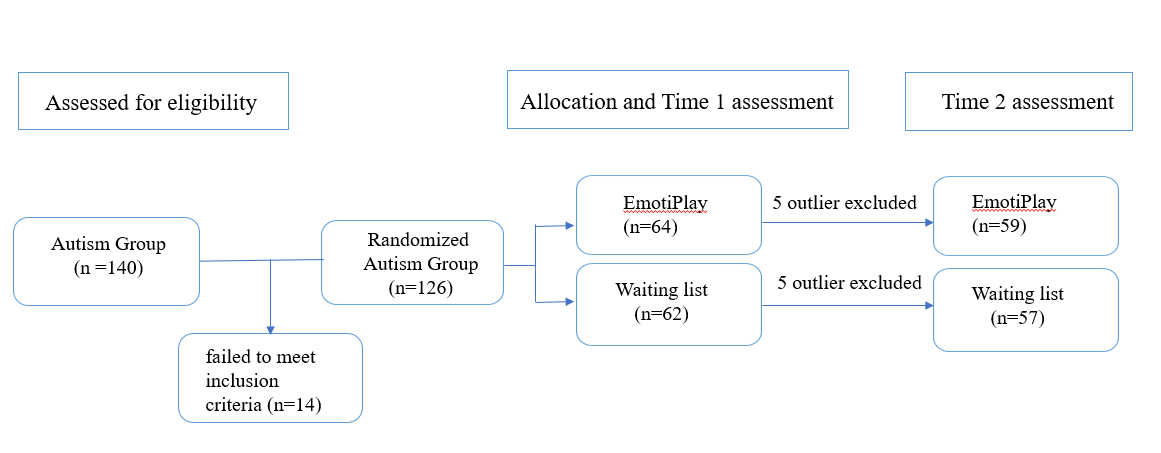 Assessed for eligibility
Allocation and Time 1 assessment
Time 2 assessment
Autism Group
(n =140)
failed to meet
inclusion
criteria (n=14)
Randomized
Autism Group
(n=126)
EmotiPlay
(n=64)
5 outlier excluded
EmotiPlay
(n=59)
Waiting list
(n=62)
5 outlier excluded
Waiting list
(n=57)